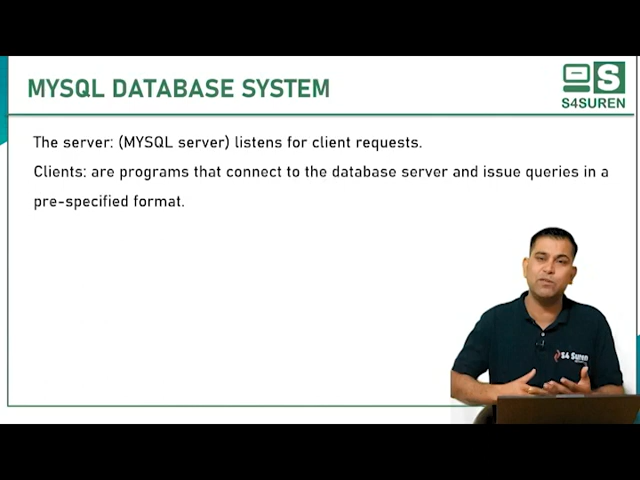 MYSQL DATABASE SYSTEM
S
S4SUREN
The server: (MYSQL server) listens for client requests.
Clients: are programs that connect to the database server and issue queries in a
pre-specified format.
S4 Suren